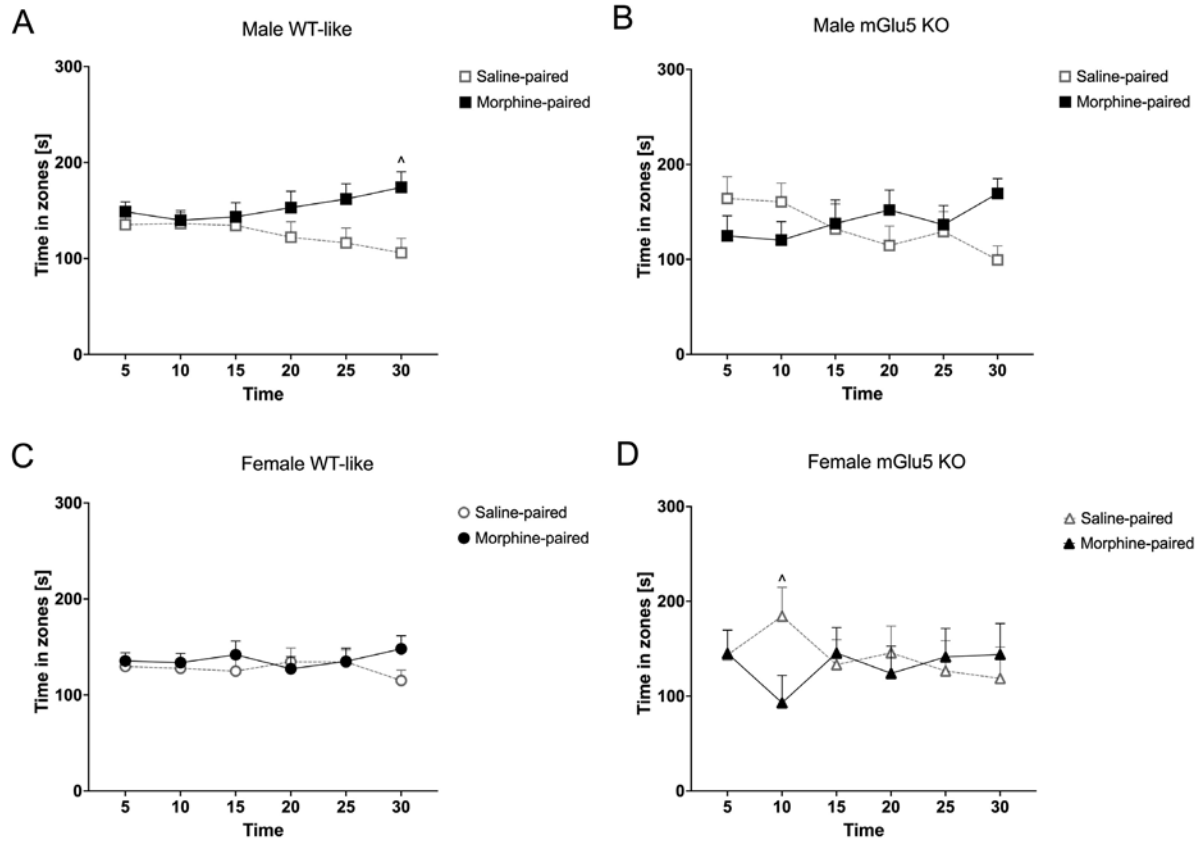 A
Male WT-like
Saline-paired
Morphine-paired
Time in zones [s]
300
200
100
0
^
5 10 15 20 25 30
Time
B
Male mGlu5 KO
Saline-paired
Morphine-paired
Time in zones [s]
300
200
100
0
5 10 15 20 25 30
Time
C
Female WT-like
Saline-paired
Morphine-paired
Time in zones [s]
300
200
100
0
5 10 15 20 25 30
Time
D
Female mGlu5 KO
Saline-paired
Morphine-paired
Time in zones [s]
300
200
100
0
^
5 10 15 20 25 30
Time